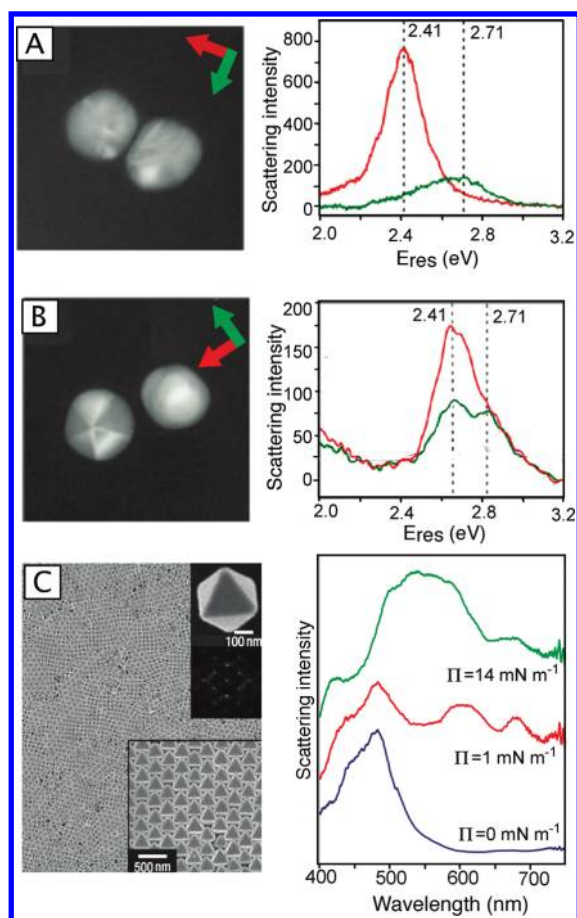 A
2.41
2.71
800
600
400
200
0
Scattering intensity
2.0
2.4
2.8
3.2
Eres (eV)
B
2.41
2.71
200
150
100
50
0
Scattering intensity
2.0
2.4
2.8
3.2
Eres (eV)
C
100 nm
500 nm
Scattering intensity
Π=14 mN m⁻¹
Π=1 mN m⁻¹
Π=0 mN m⁻¹
400
500
600
700
Wavelength (nm)